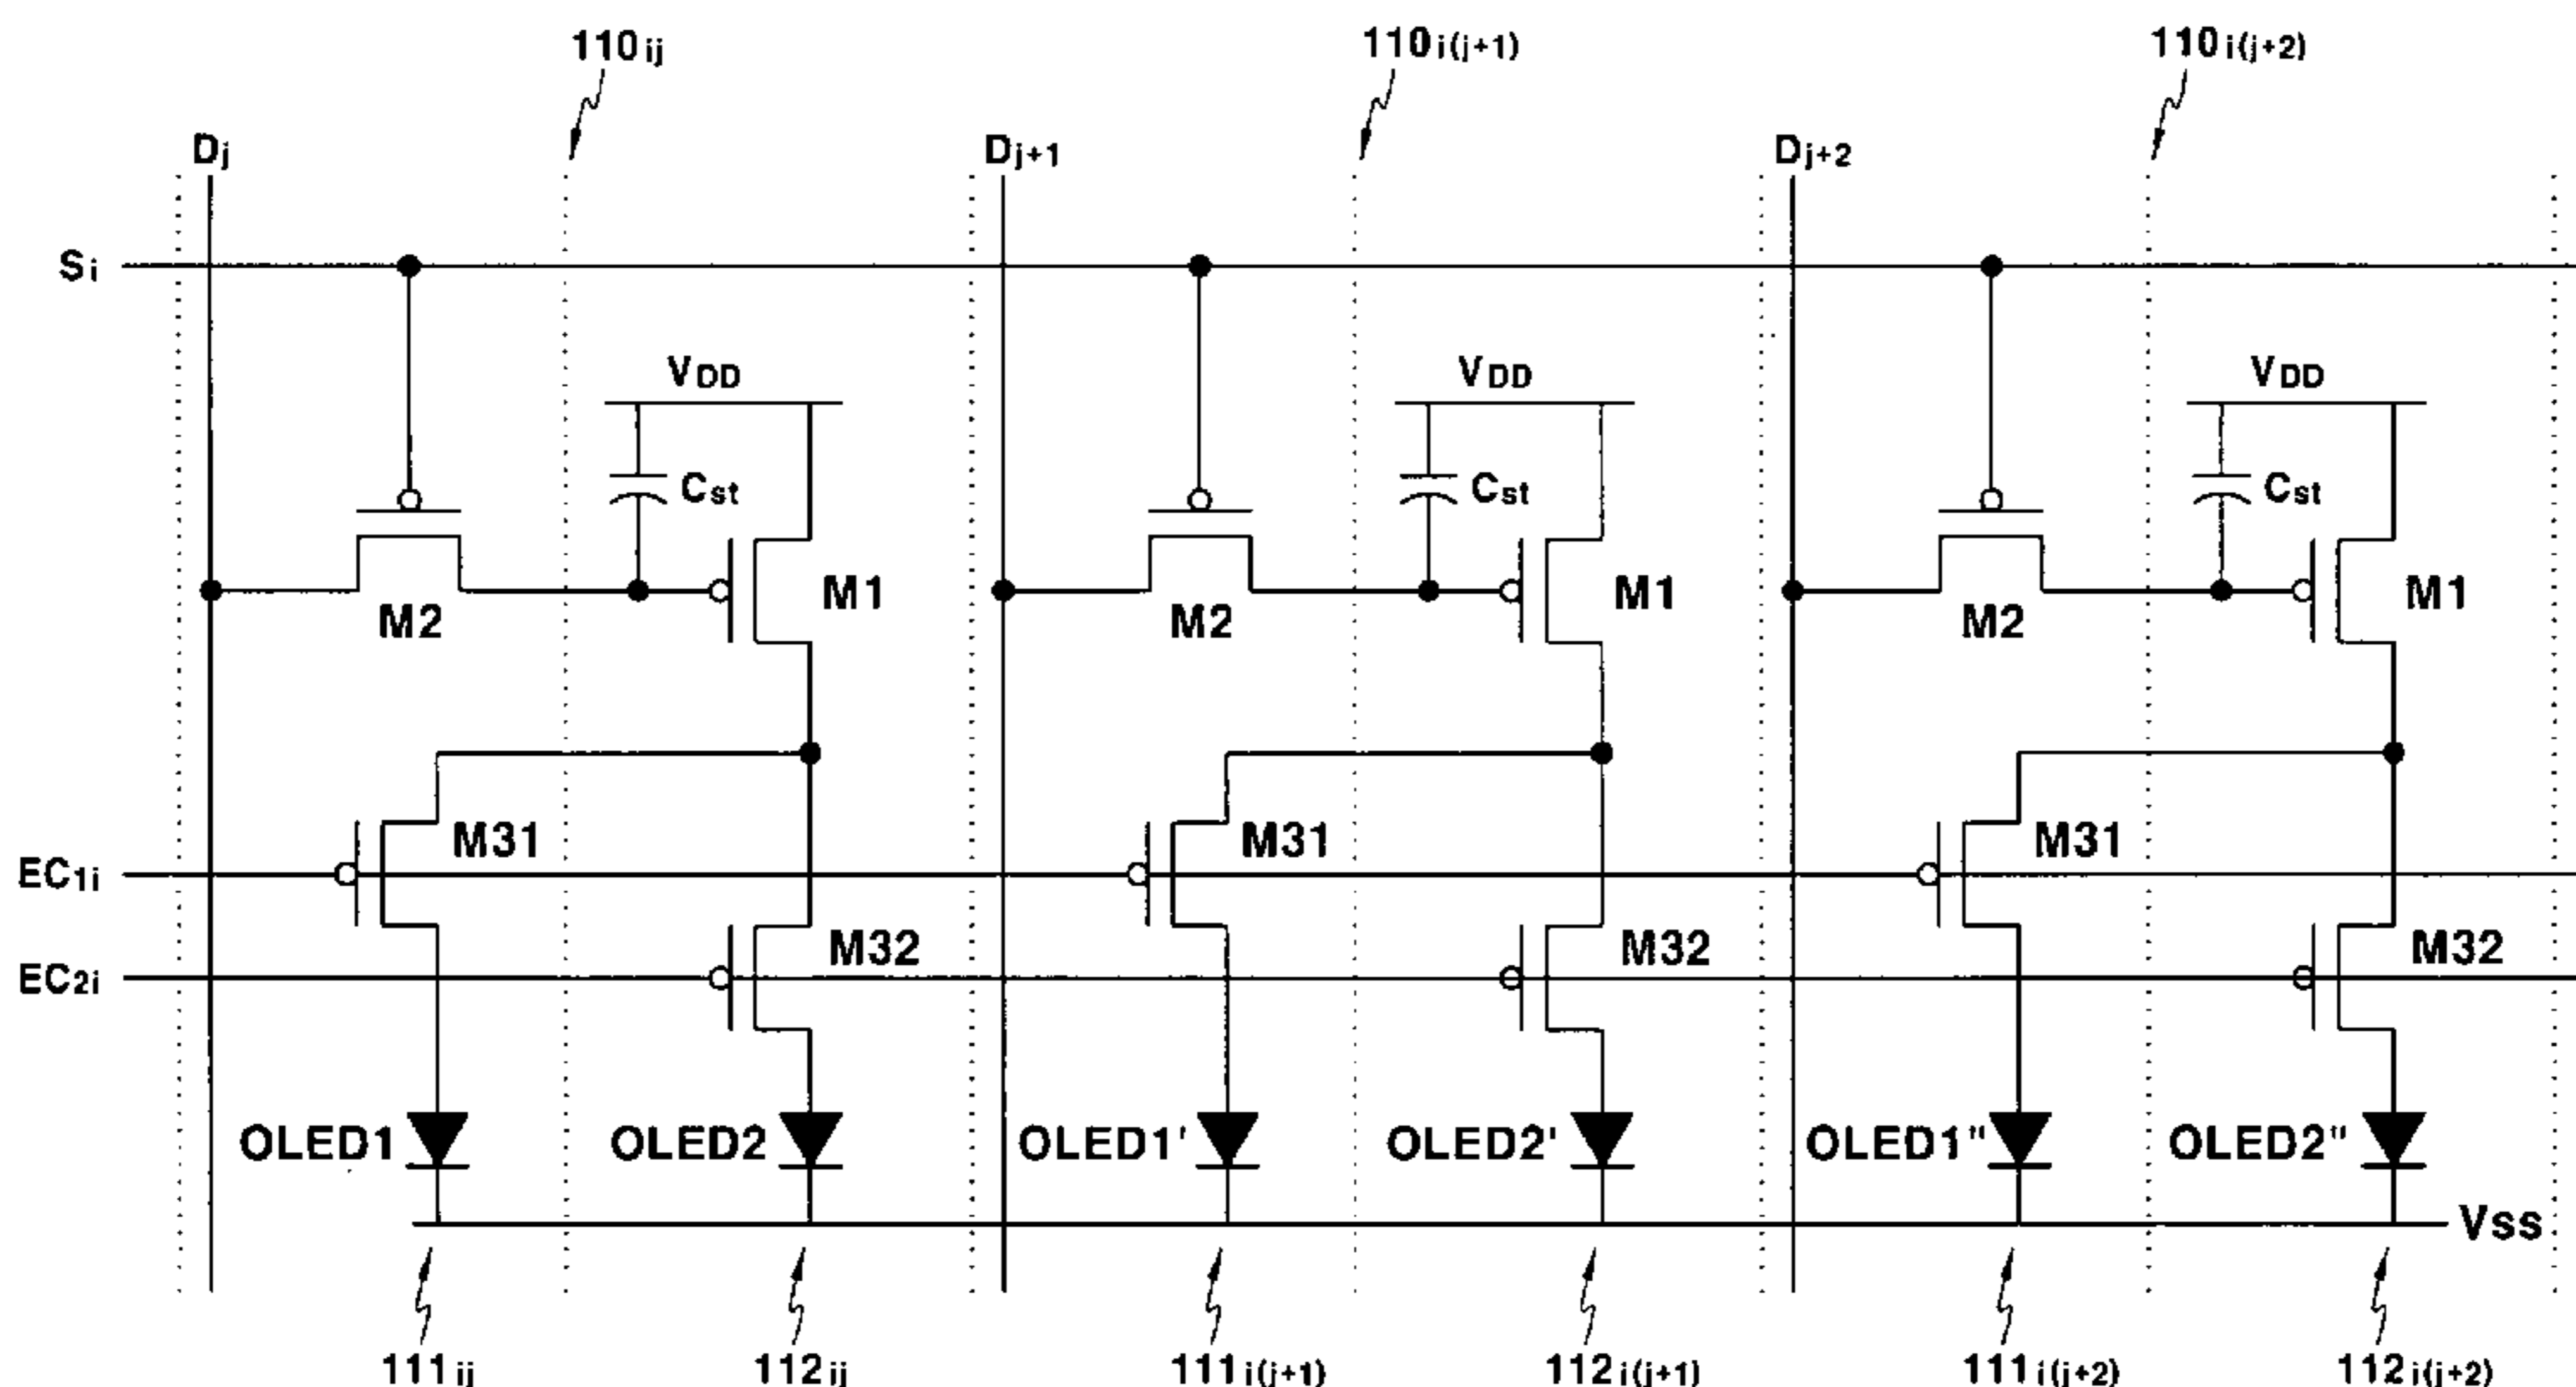 110ij 110i(j+1) 110i(j+2)
Dj Dj+1 Dj+2
Si
VDD VDD VDD
Cst Cst Cst
M1 M1 M1
M2 M2 M2
M31 M31 M31
EC1i
M32 M32 M32
EC2i
OLED1 OLED2 OLED1' OLED2' OLED1" OLED2"
VSS
111ij 112ij 111i(j+1) 112i(j+1) 111i(j+2) 112i(j+2)